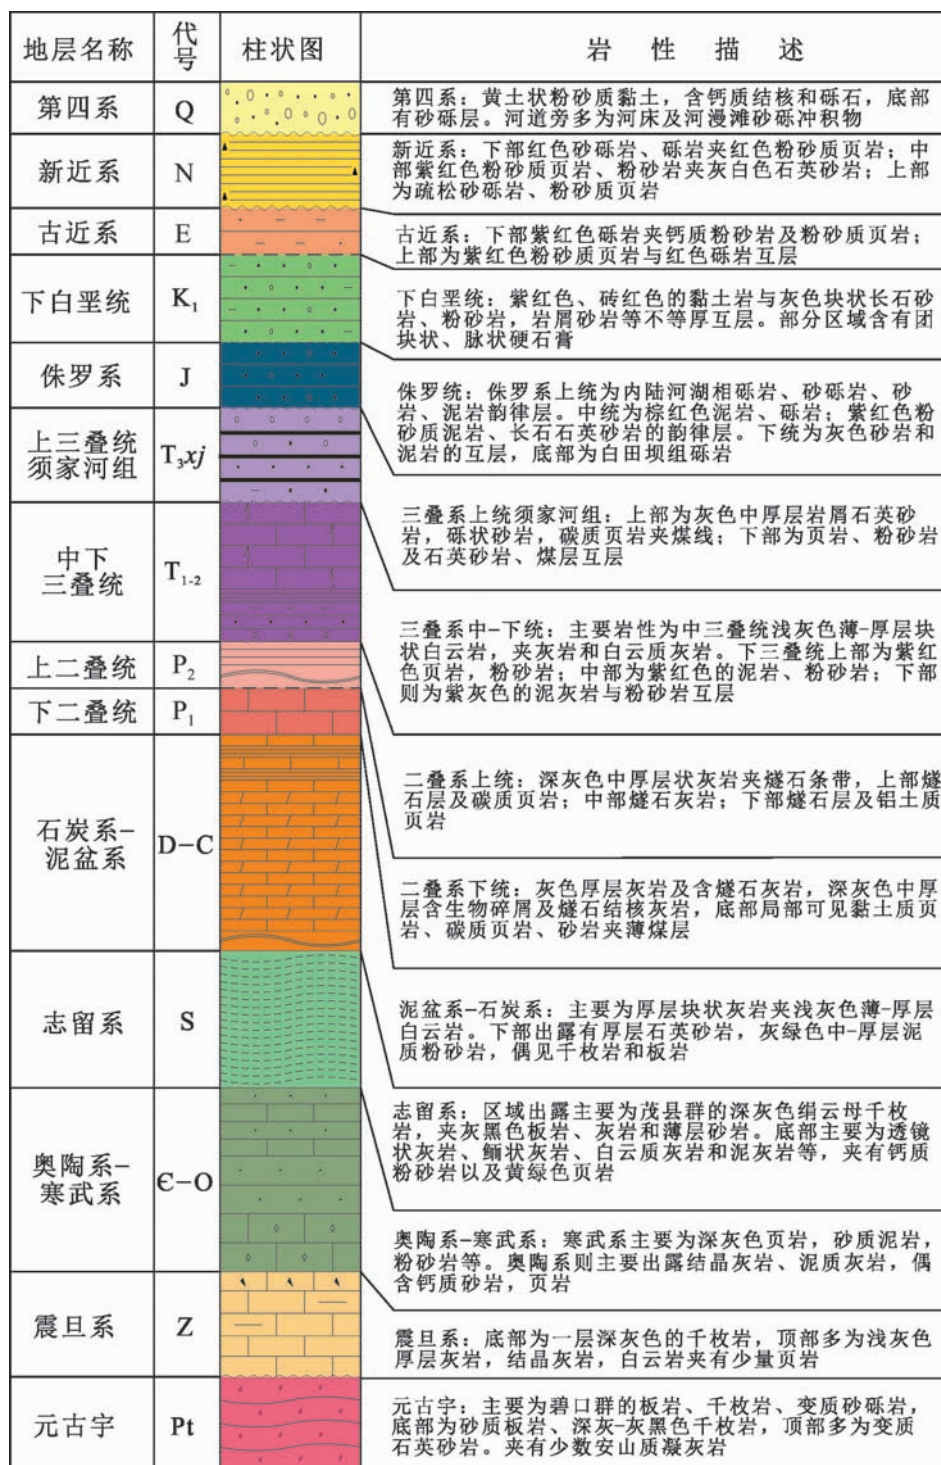 地层名称 代号 柱状图 岩性描述
第四系 Q
第四系：黄土状粉砂质黏土，含钙质结核和砾石，底部
有砂砾层。河道旁多为河床及河漫滩砂砾冲积物
新近系 N
新近系：下部红色砂砾岩、砾岩夹红色粉砂质页岩；中
部紫红色粉砂质页岩、粉砂岩夹灰白色石英砂岩；上部
为疏松砂砾岩、粉砂质页岩
古近系 E
古近系：下部紫红色砾岩夹钙质粉砂岩及粉砂质页岩；
上部为紫红色粉砂质页岩与红色砾岩互层
下白垩统 K₁
下白垩统：紫红色、砖红色的黏土岩与灰色块状长石砂
岩、粉砂岩，岩屑砂岩等不等厚互层。部分区域含有团
块状、脉状硬石膏
侏罗系 J
侏罗统：侏罗系上统为内陆河湖相砾岩、砂砾岩、砂
岩、泥岩韵律层。中统为棕红色泥岩、砾岩；紫红色粉
砂质泥岩、长石石英砂岩的韵律层。下统为灰色砂岩和
泥岩的互层，底部为白田坝组砾岩
上三叠统
须家河组 T₃xj
三叠系上统须家河组：上部为灰色中厚层岩屑石英砂
岩，砾状砂岩，碳质页岩夹煤线；下部为页岩、粉砂岩
及石英砂岩、煤层互层
中下
三叠统 T₁₋₂
三叠系中-下统：主要岩性为中三叠统浅灰色薄-厚层块
状白云岩，夹灰岩和白云质灰岩。下三叠统上部为紫红
色页岩，粉砂岩；中部为紫红色的泥岩、粉砂岩；下部
则为紫灰色的泥灰岩与粉砂岩互层
上二叠统 P₂
二叠系上统：深灰色中厚层状灰岩夹燧石条带，上部燧
石层及碳质页岩；中部燧石灰岩；下部燧石层及铝土质
页岩
下二叠统 P₁
二叠系下统：灰色厚层灰岩及含燧石灰岩，深灰色中厚
层含生物碎屑及燧石结核灰岩，底部局部可见黏土质页
岩、碳质页岩、砂岩夹薄煤层
石炭系-
泥盆系 D-C
泥盆系-石炭系：主要为厚层块状灰岩夹浅灰色薄-厚层
白云岩。下部出露有厚层石英砂岩，灰绿色中-厚层泥
质粉砂岩，偶见千枚岩和板岩
志留系 S
志留系：区域出露主要为茂县群的深灰色绢云母千枚
岩，夹灰黑色板岩、灰岩和薄层砂岩。底部主要为透镜
状灰岩、鲕状灰岩、白云质灰岩和泥灰岩等，夹有钙质
粉砂岩以及黄绿色页岩
奥陶系-
寒武系 Є-O
奥陶系-寒武系：寒武系主要为深灰色页岩，砂质泥岩，
粉砂岩等。奥陶系则主要出露结晶灰岩、泥质灰岩，偶
含钙质砂岩，页岩
震旦系 Z
震旦系：底部为一层深灰色的千枚岩，顶部多为浅灰色
厚层灰岩，结晶灰岩，白云岩夹有少量页岩
元古宇 Pt
元古宇：主要为碧口群的板岩、千枚岩、变质砂砾岩，
底部为砂质板岩、深灰-灰黑色千枚岩，顶部多为变质
石英砂岩。夹有少数安山质凝灰岩